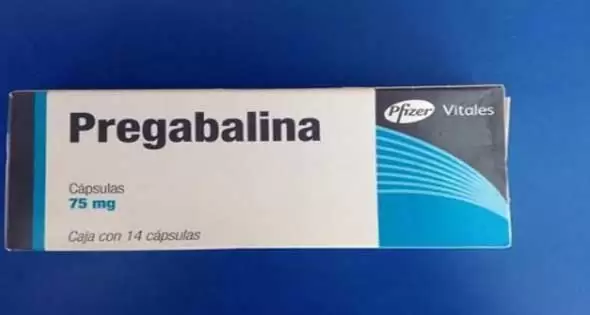 Pregabalina
Pfizer Vitales
Cápsulas
75 mg
Caja con 14 cápsulas